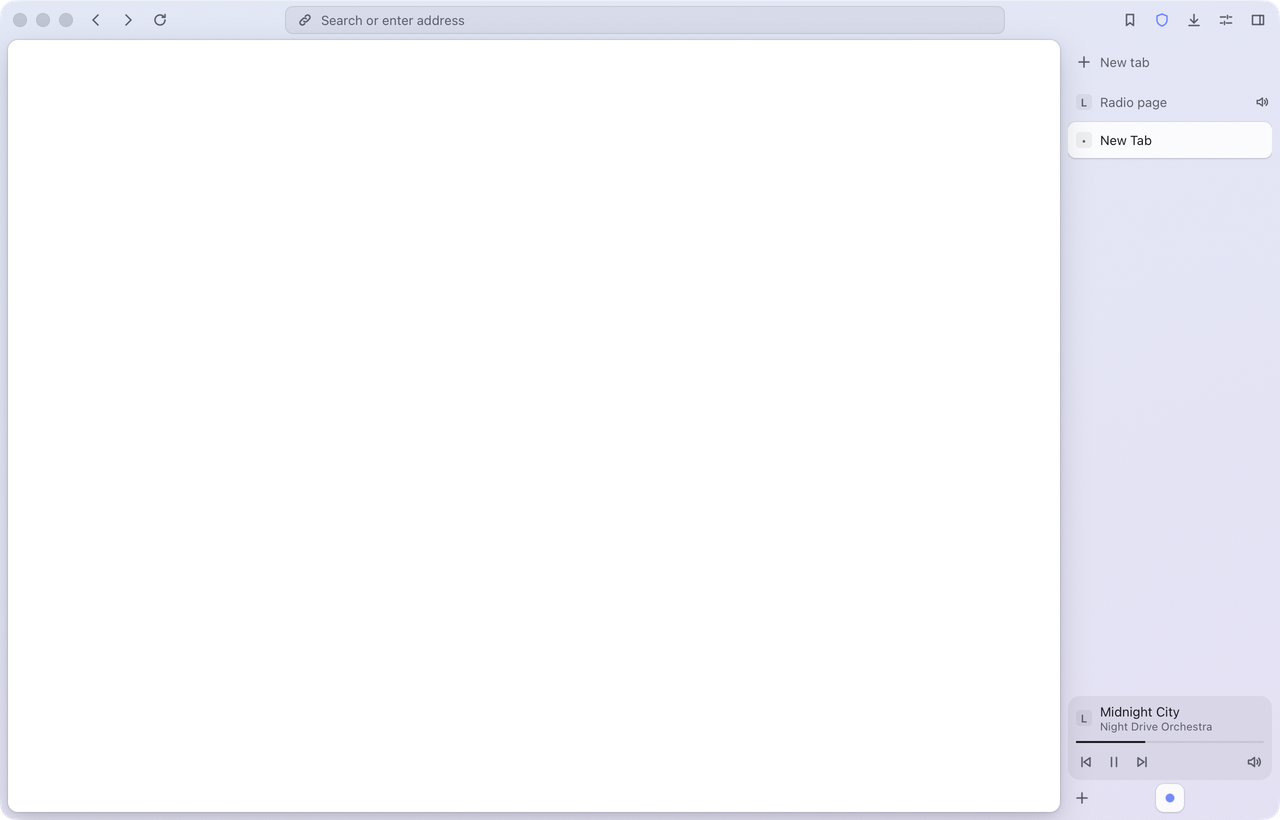 Search or enter address
New tab
L Radio page
New Tab
L
Midnight City
Night Drive Orchestra